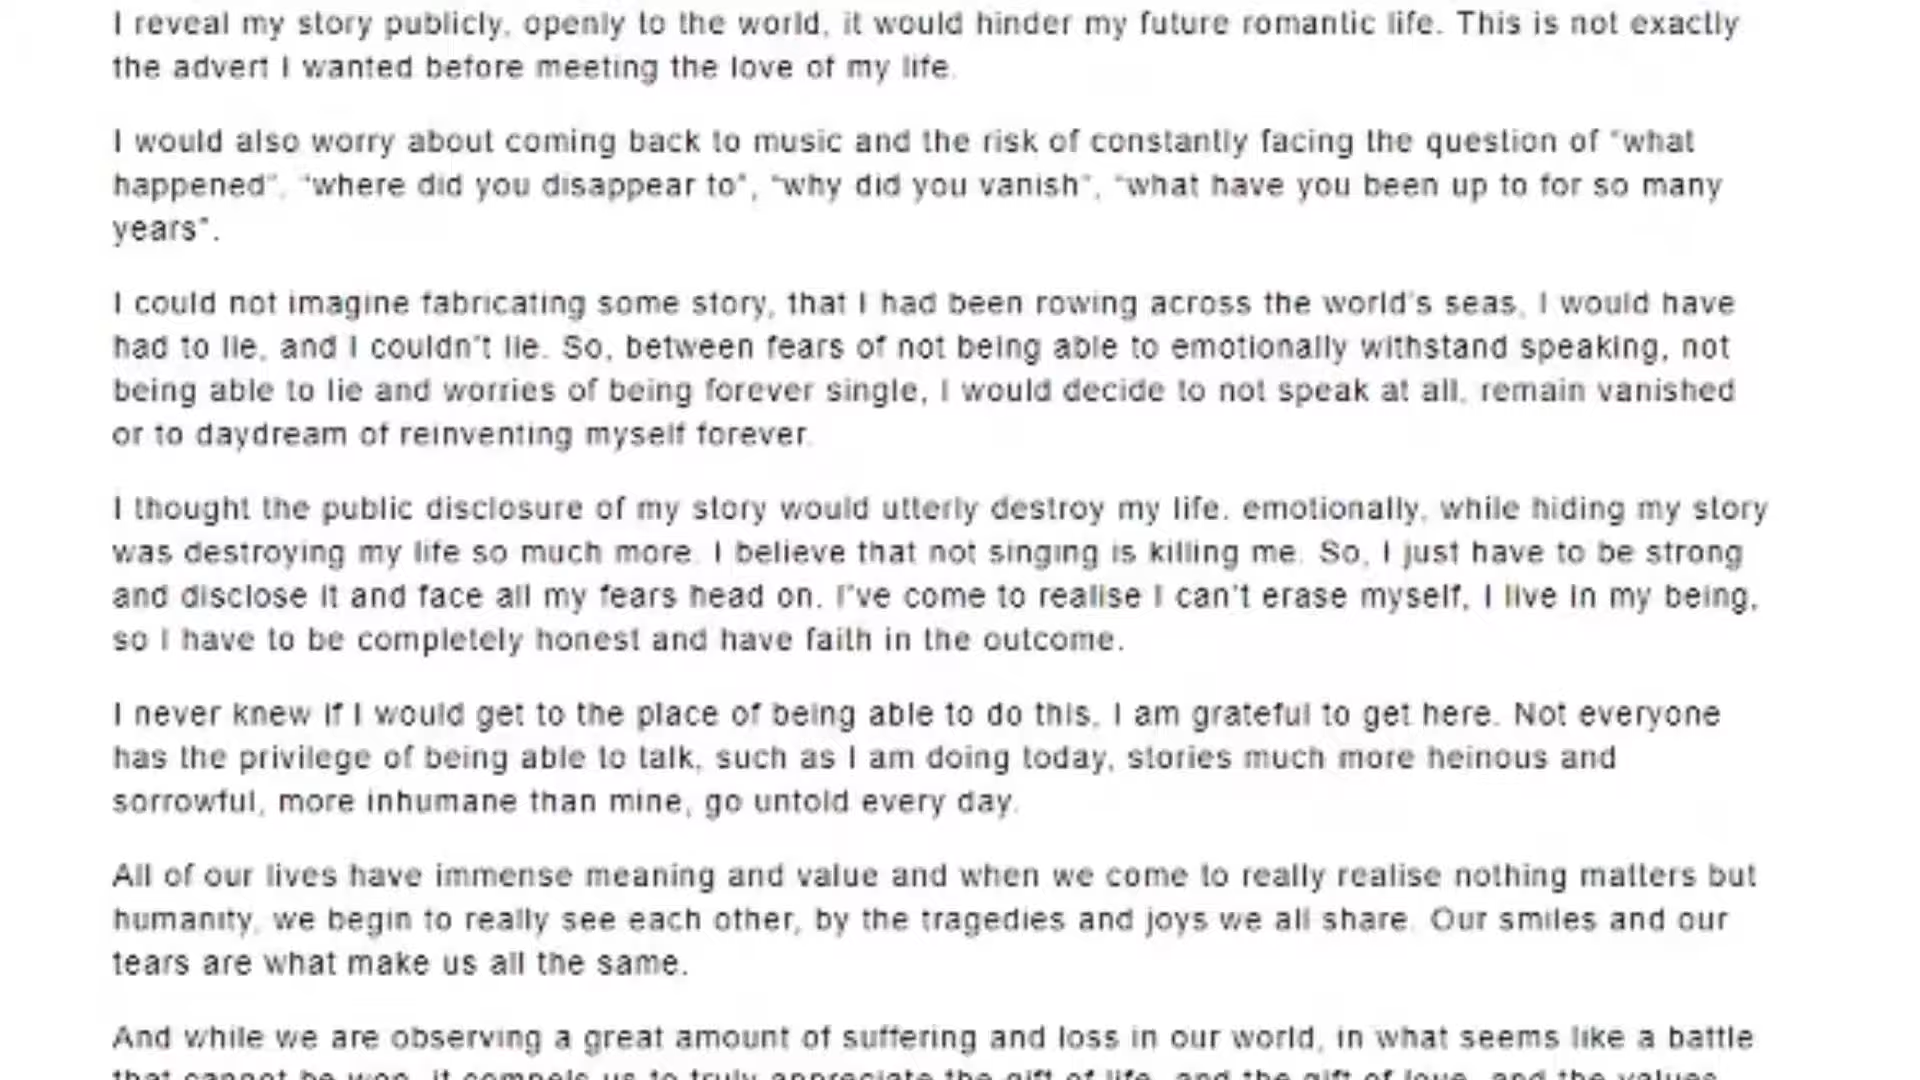 I reveal my story publicly, openly to the world, it would hinder my future romantic life. This is not exactly
the advert I wanted before meeting the love of my life.
I would also worry about coming back to music and the risk of constantly facing the question of "what
happened", "where did you disappear to", "why did you vanish", "what have you been up to for so many
years".
I could not imagine fabricating some story, that I had been rowing across the world's seas, I would have
had to lie, and I couldn't lie. So, between fears of not being able to emotionally withstand speaking, not
being able to lie and worries of being forever single, I would decide to not speak at all, remain vanished
or to daydream of reinventing myself forever.
I thought the public disclosure of my story would utterly destroy my life, emotionally, while hiding my story
was destroying my life so much more. I believe that not singing is killing me. So, I just have to be strong
and disclose it and face all my fears head on. I've come to realise I can't erase myself, I live in my being,
so I have to be completely honest and have faith in the outcome.
I never knew if I would get to the place of being able to do this, I am grateful to get here. Not everyone
has the privilege of being able to talk, such as I am doing today, stories much more heinous and
sorrowful, more inhumane than mine, go untold every day.
All of our lives have immense meaning and value and when we come to really realise nothing matters but
humanity, we begin to really see each other, by the tragedies and joys we all share. Our smiles and our
tears are what make us all the same.
And while we are observing a great amount of suffering and loss in our world, in what seems like a battle
that cannot be won, it compels us to truly appreciate the gift of life, and the gift of love, and the values